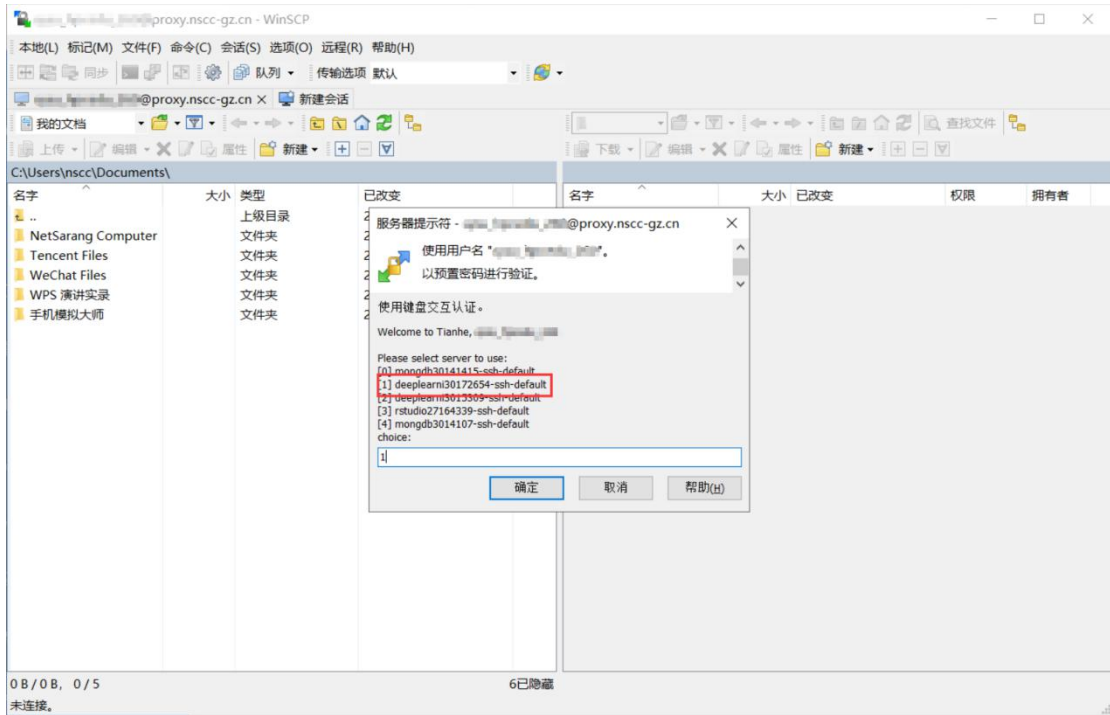 @proxy.nscc-gz.cn - WinSCP
本地(L) 标记(M) 文件(F) 命令(C) 会话(S) 选项(O) 远程(R) 帮助(H)
同步 队列 传输选项 默认
@proxy.nscc-gz.cn × 新建会话
我的文档 查找文件
上传 编辑 属性 新建 下载 编辑 属性 新建
C:\Users\nscc\Documents\
名字 大小 类型 已改变 名字 大小 已改变 权限 拥有者
.. 上级目录 2
NetSarang Computer 文件夹 2
Tencent Files 文件夹 2
WeChat Files 文件夹 2
WPS 演讲实录 文件夹 2
手机模拟大师 文件夹 2
服务器提示符 - @proxy.nscc-gz.cn
使用用户名 " "。
以预置密码进行验证。
使用键盘交互认证。
Welcome to Tianhe,
Please select server to use:
[0] mongdb30141415-ssh-default
[1] deeplearni30172654-ssh-default
[2] deeplearni3015309-ssh-default
[3] rstudio27164339-ssh-default
[4] mongdb3014107-ssh-default
choice:
1
确定 取消 帮助(H)
0 B / 0 B, 0 / 5 6已隐藏
未连接。